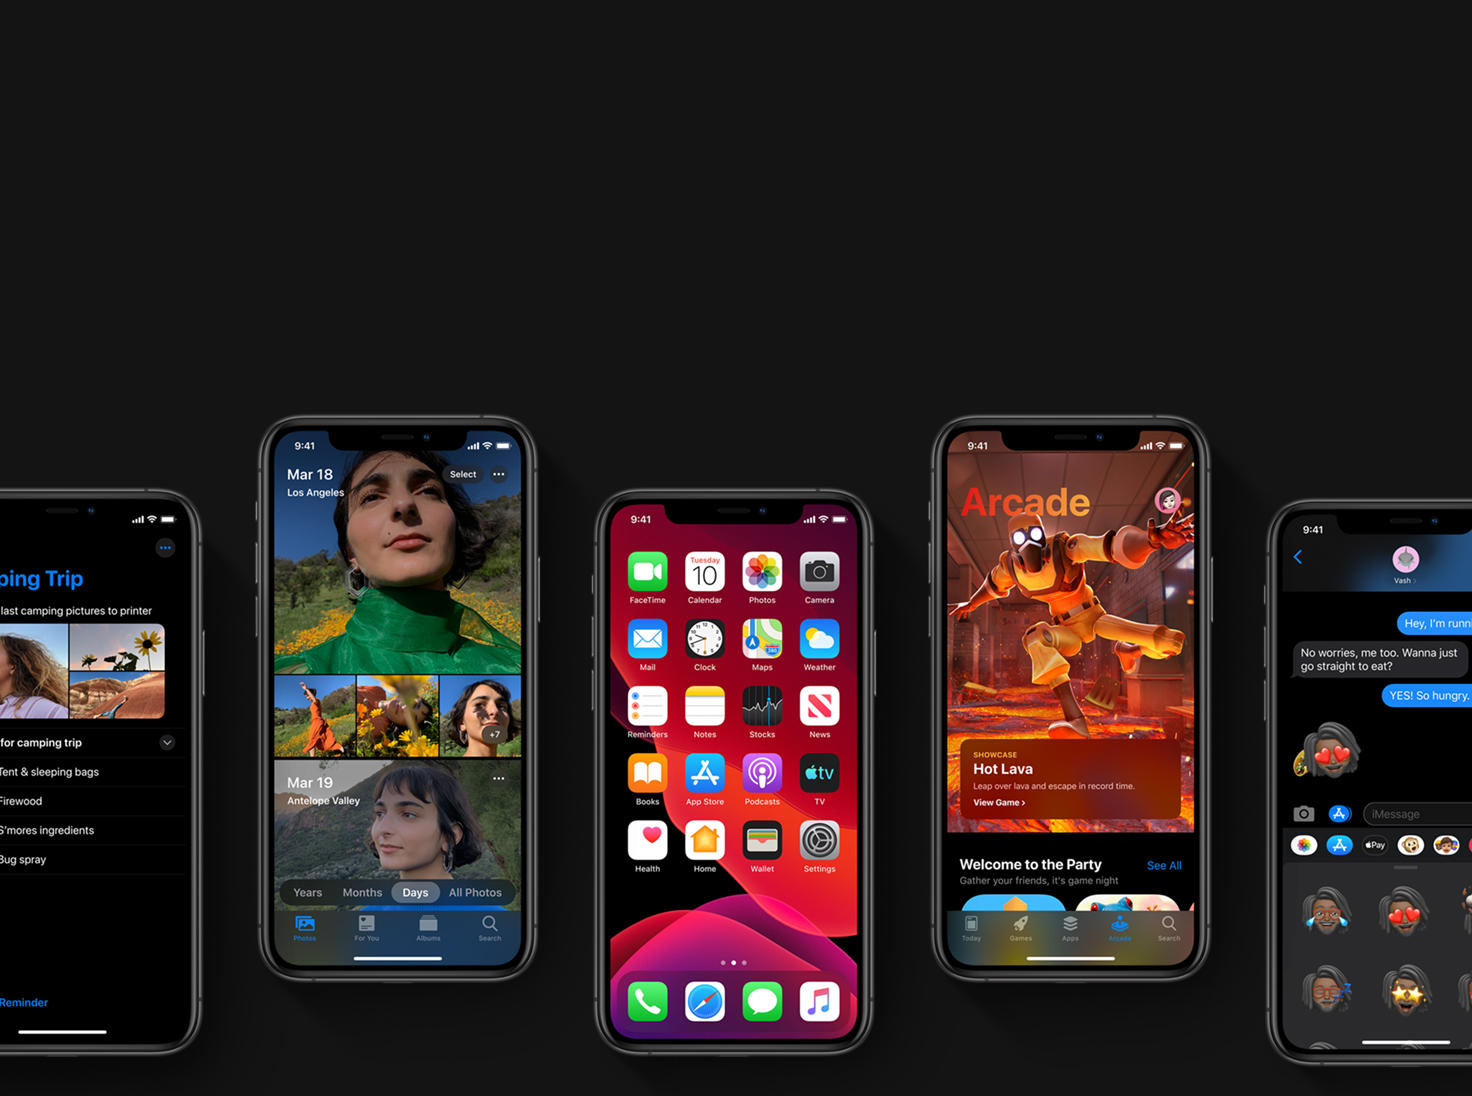 ping Trip
last camping pictures to printer
for camping trip
Tent & sleeping bags
Firewood
S'mores ingredients
Bug spray
Reminder
9:41
Mar 18
Los Angeles
Select
+7
Mar 19
Antelope Valley
Years Months Days All Photos
Photos For You Albums Search
9:41
FaceTime
Tuesday
10
Calendar
Photos
Camera
Mail
Clock
Maps
280
Weather
Reminders
Notes
Stocks
News
Books
App Store
Podcasts
tv
TV
Health
Home
Wallet
Settings
9:41
Arcade
SHOWCASE
Hot Lava
Leap over lava and escape in record time.
View Game >
Welcome to the Party
See All
Gather your friends, it's game night
Today Games Apps Arcade Search
9:41
Vash >
Hey, I'm runni
No worries, me too. Wanna just
go straight to eat?
YES! So hungry.
iMessage
Pay